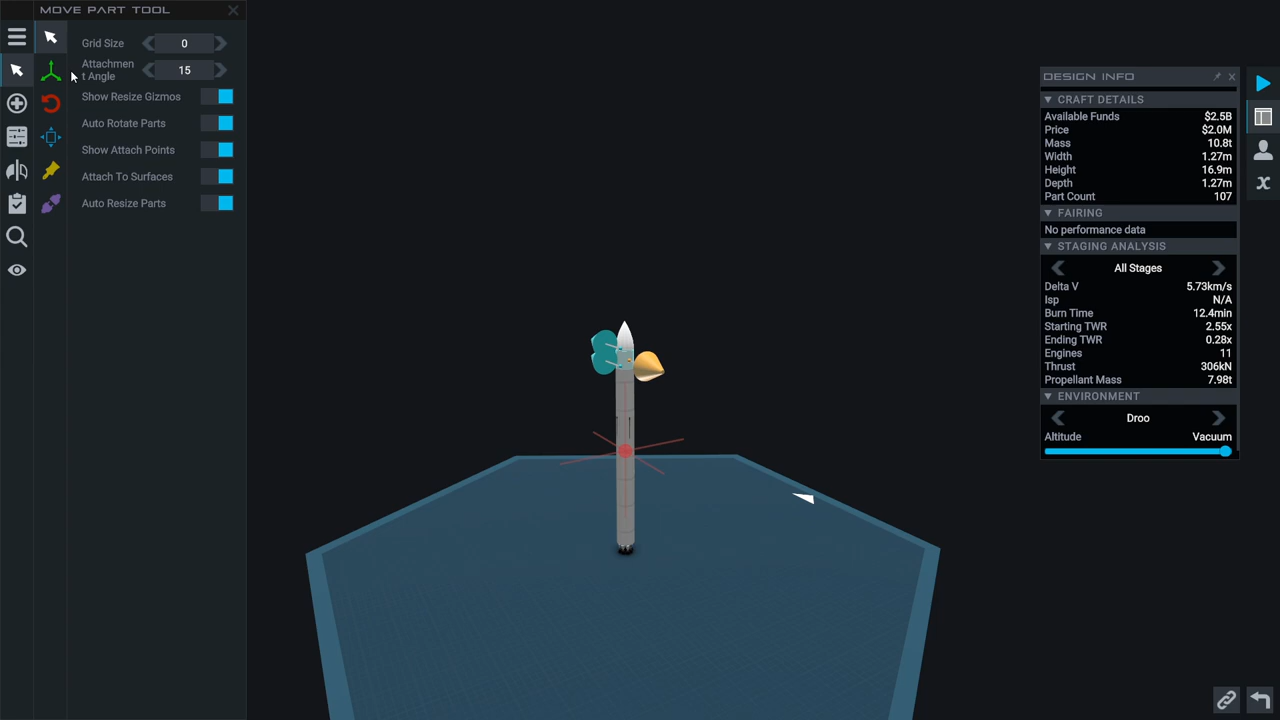 MOVE PART TOOL
Grid Size 0
Attachmen
t Angle 15
Show Resize Gizmos
Auto Rotate Parts
Show Attach Points
Attach To Surfaces
Auto Resize Parts
DESIGN INFO
CRAFT DETAILS
Available Funds $2.5B
Price $2.0M
Mass 10.8t
Width 1.27m
Height 16.9m
Depth 1.27m
Part Count 107
FAIRING
No performance data
STAGING ANALYSIS
All Stages
Delta V 5.73km/s
Isp N/A
Burn Time 12.4min
Starting TWR 2.55x
Ending TWR 0.28x
Engines 11
Thrust 306kN
Propellant Mass 7.98t
ENVIRONMENT
Droo
Altitude Vacuum
x